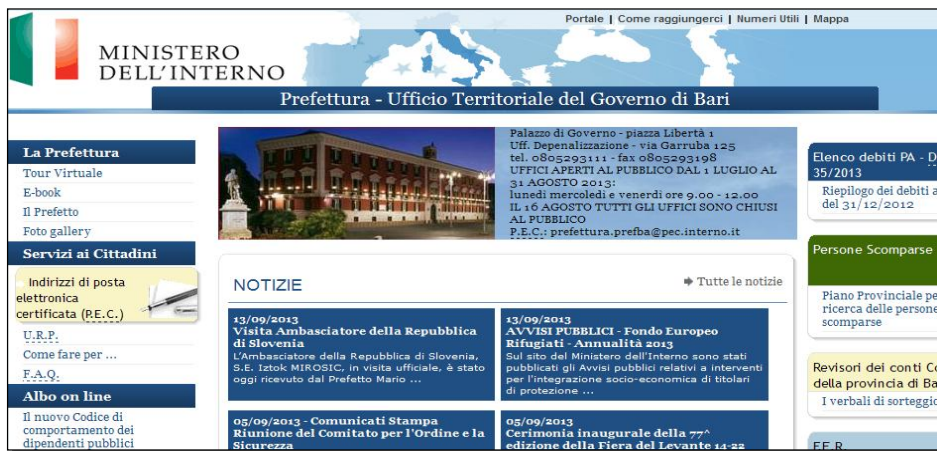 Portale | Come raggiungerci | Numeri Utili | Mappa
MINISTERO
DELL'INTERNO
Prefettura - Ufficio Territoriale del Governo di Bari
La Prefettura
Tour Virtuale
E-book
Il Prefetto
Foto gallery
Servizi ai Cittadini
Indirizzi di posta
elettronica
certificata (P.E.C.)
U.R.P.
Come fare per ...
F.A.Q.
Albo on line
Il nuovo Codice di
comportamento dei
dipendenti pubblici
Palazzo di Governo - piazza Libertà 1
Uff. Depenalizzazione - via Garruba 125
tel. 0805293111 - fax 0805293198
UFFICI APERTI AL PUBBLICO DAL 1 LUGLIO AL
31 AGOSTO 2013:
lunedì mercoledì e venerdì ore 9.00 - 12.00
IL 16 AGOSTO TUTTI GLI UFFICI SONO CHIUSI
AL PUBBLICO
P.E.C.: prefettura.prefba@pec.interno.it
NOTIZIE
Tutte le notizie
13/09/2013
Visita Ambasciatore della Repubblica
di Slovenia
L'Ambasciatore della Repubblica di Slovenia,
S.E. Iztok MIROSIC, in visita ufficiale, è stato
oggi ricevuto dal Prefetto Mario ...
13/09/2013
AVVISI PUBBLICI - Fondo Europeo
Rifugiati - Annualità 2013
Sul sito del Ministero dell'Interno sono stati
pubblicati gli Avvisi pubblici relativi a interventi
per l'integrazione socio-economica di titolari
di protezione ...
05/09/2013 - Comunicati Stampa
Riunione del Comitato per l'Ordine e la
Sicurezza
05/09/2013
Cerimonia inaugurale della 77^
edizione della Fiera del Levante 14-22
Elenco debiti PA - D
35/2013
Riepilogo dei debiti a
del 31/12/2012
Persone Scomparse
Piano Provinciale pe
ricerca delle persone
scomparse
Revisori dei conti Co
della provincia di Ba
I verbali di sorteggio
F.E.R.